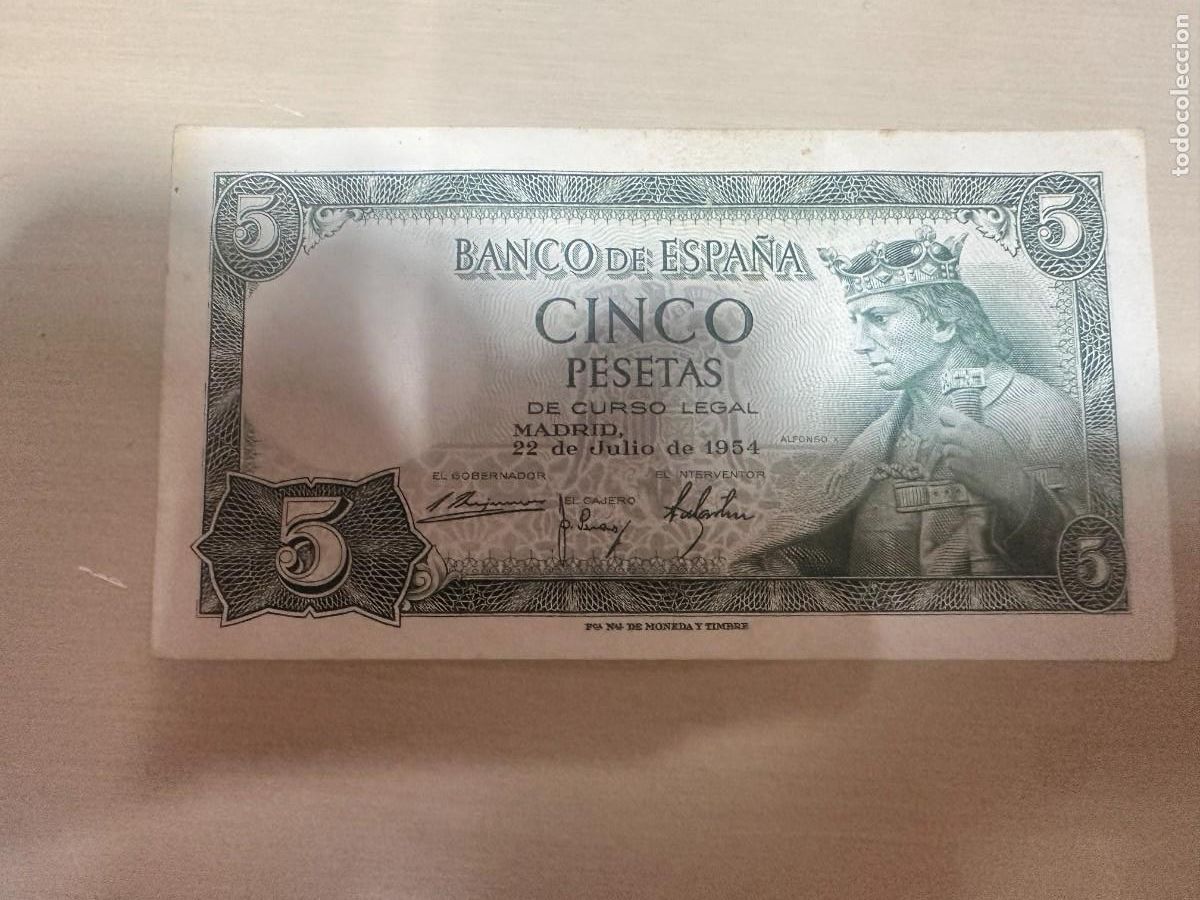 5
5
BANCO DE ESPAÑA
CINCO
PESETAS
DE CURSO LEGAL
MADRID,
22 de Julio de 1954
ALFONSO X
EL GOBERNADOR
EL INTERVENTOR
EL CAJERO
5
5
Fca Nal DE MONEDA Y TIMBRE
todocoleccion